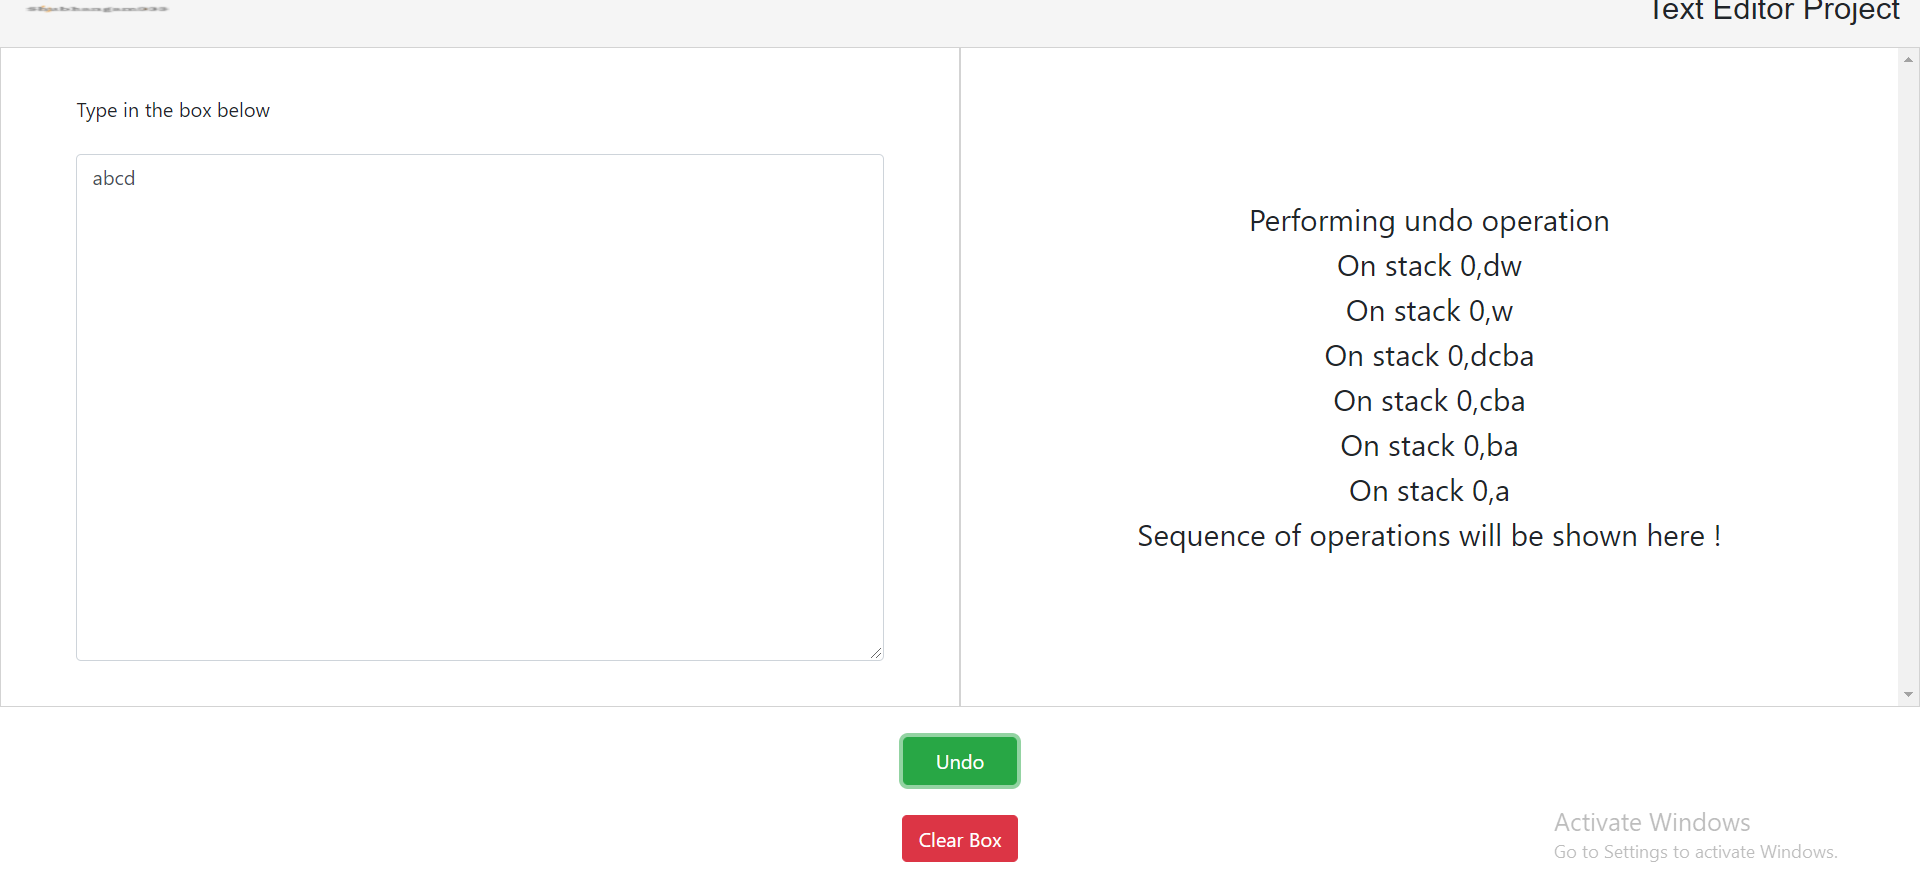 Text Editor Project
Type in the box below
abcd
Performing undo operation
On stack 0,dw
On stack 0,w
On stack 0,dcba
On stack 0,cba
On stack 0,ba
On stack 0,a
Sequence of operations will be shown here !
Undo
Clear Box
Activate Windows
Go to Settings to activate Windows.